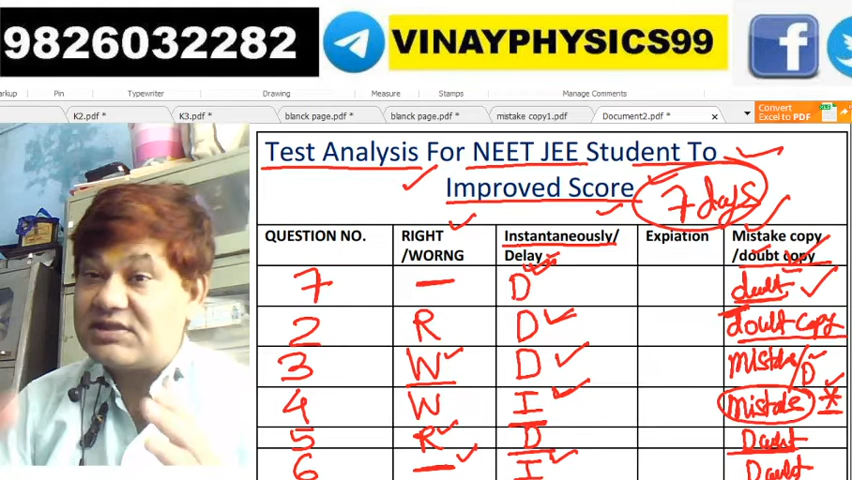 9826032282
VINAYPHYSICS99
arkup Pin Typewriter Drawing Measure Stamps Manage Comments
K2.pdf * K3.pdf * blanck page.pdf * blanck page.pdf * mistake copy1.pdf Document2.pdf *
Convert
Excel to PDF
Test Analysis For NEET JEE Student To
Improved Score 7 days
QUESTION NO. RIGHT Instantaneously/ Expiation Mistake copy
/WORNG Delay /doubt copy
7 — D doubt
2 R D doubt copy
3 W D mistake/D
4 W I mistake *
5 R D Doubt
6 — I Doubt